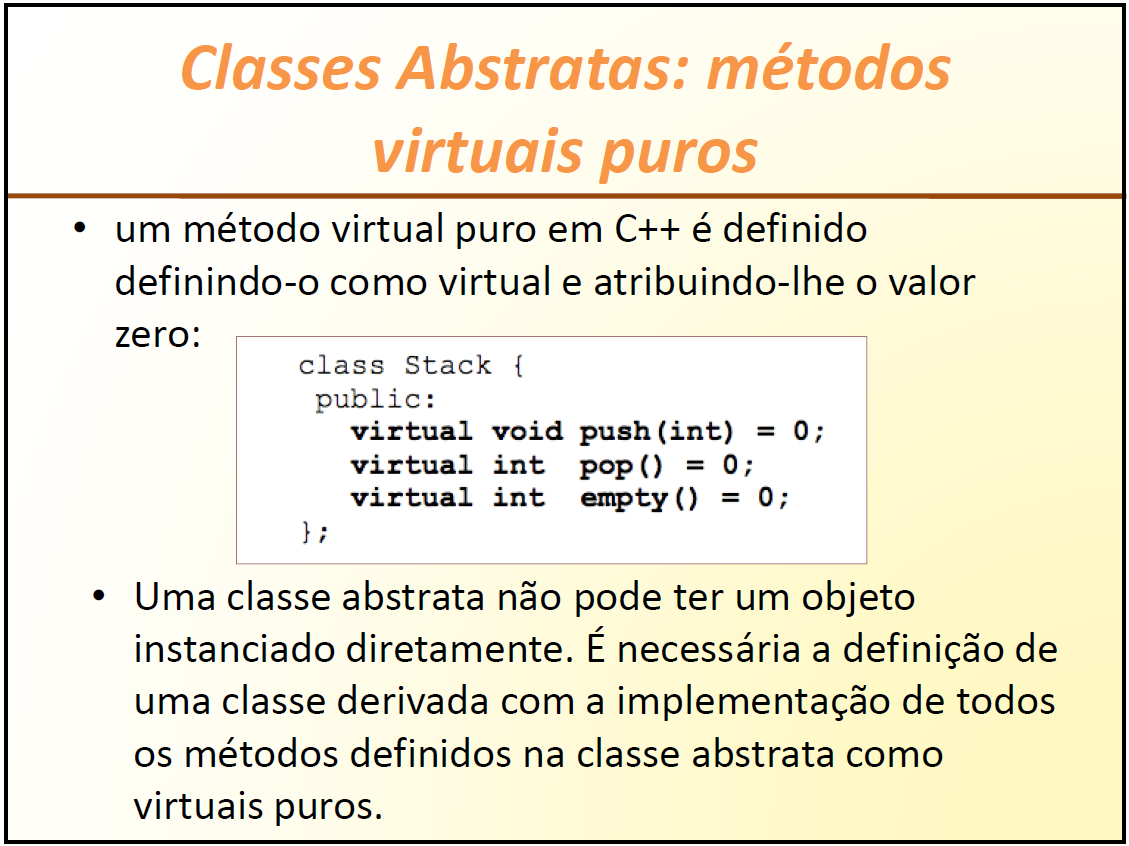 Classes Abstratas: métodos
virtuais puros
• um método virtual puro em C++ é definido
definindo-o como virtual e atribuindo-lhe o valor
zero:
class Stack {
public:
virtual void push(int) = 0;
virtual int pop() = 0;
virtual int empty() = 0;
};
• Uma classe abstrata não pode ter um objeto
instanciado diretamente. É necessária a definição de
uma classe derivada com a implementação de todos
os métodos definidos na classe abstrata como
virtuais puros.